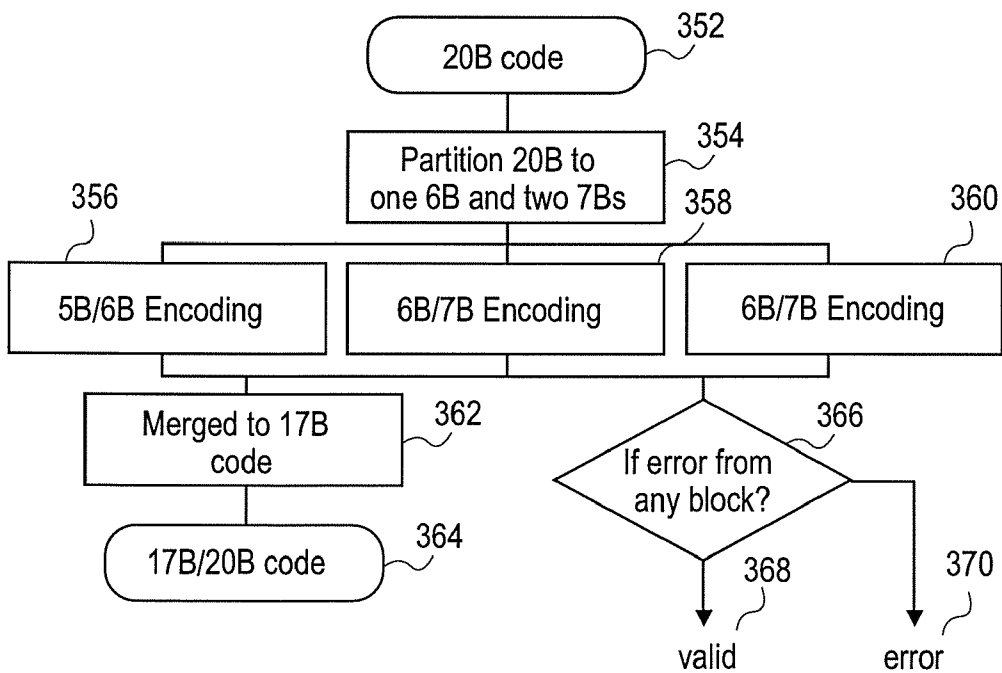 20B code
352
Partition 20B to
one 6B and two 7Bs
354
356
358
360
5B/6B Encoding
6B/7B Encoding
6B/7B Encoding
Merged to 17B
code
362
If error from
any block?
366
17B/20B code
364
368
370
valid
error